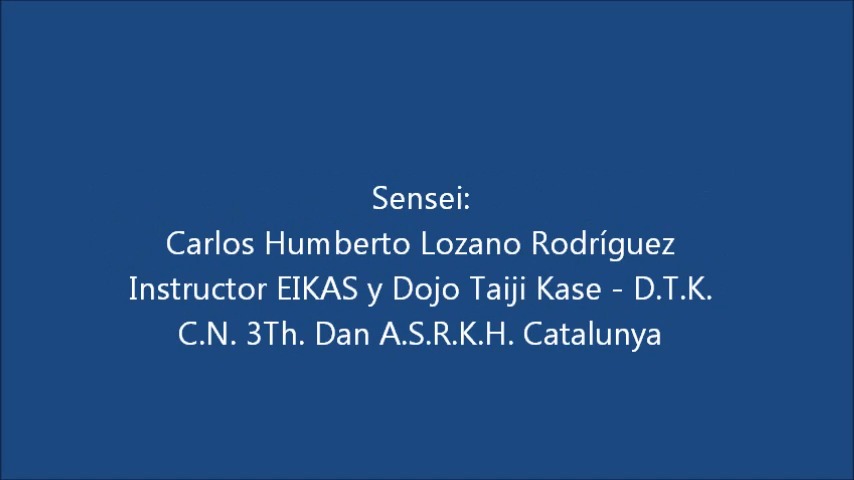 Sensei:
Carlos Humberto Lozano Rodríguez
Instructor EIKAS y Dojo Taiji Kase - D.T.K.
C.N. 3Th. Dan A.S.R.K.H. Catalunya